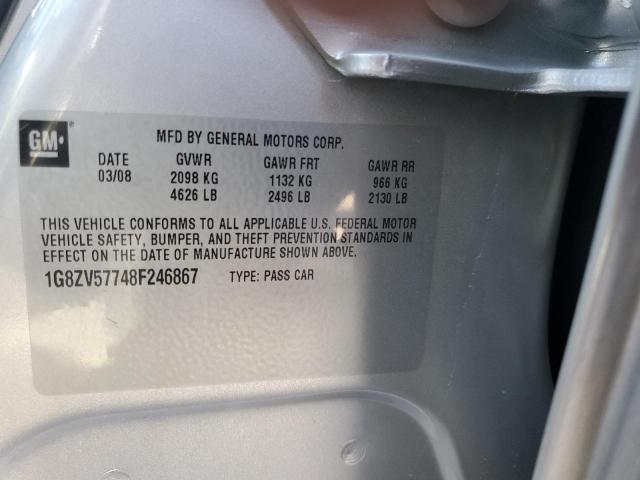 GM ®
MFD BY GENERAL MOTORS CORP.
DATE GVWR GAWR FRT GAWR RR
03/08 2098 KG 1132 KG 966 KG
4626 LB 2496 LB 2130 LB
THIS VEHICLE CONFORMS TO ALL APPLICABLE U.S. FEDERAL MOTOR
VEHICLE SAFETY, BUMPER, AND THEFT PREVENTION STANDARDS IN
EFFECT ON THE DATE OF MANUFACTURE SHOWN ABOVE.
1G8ZV57748F246867 TYPE: PASS CAR